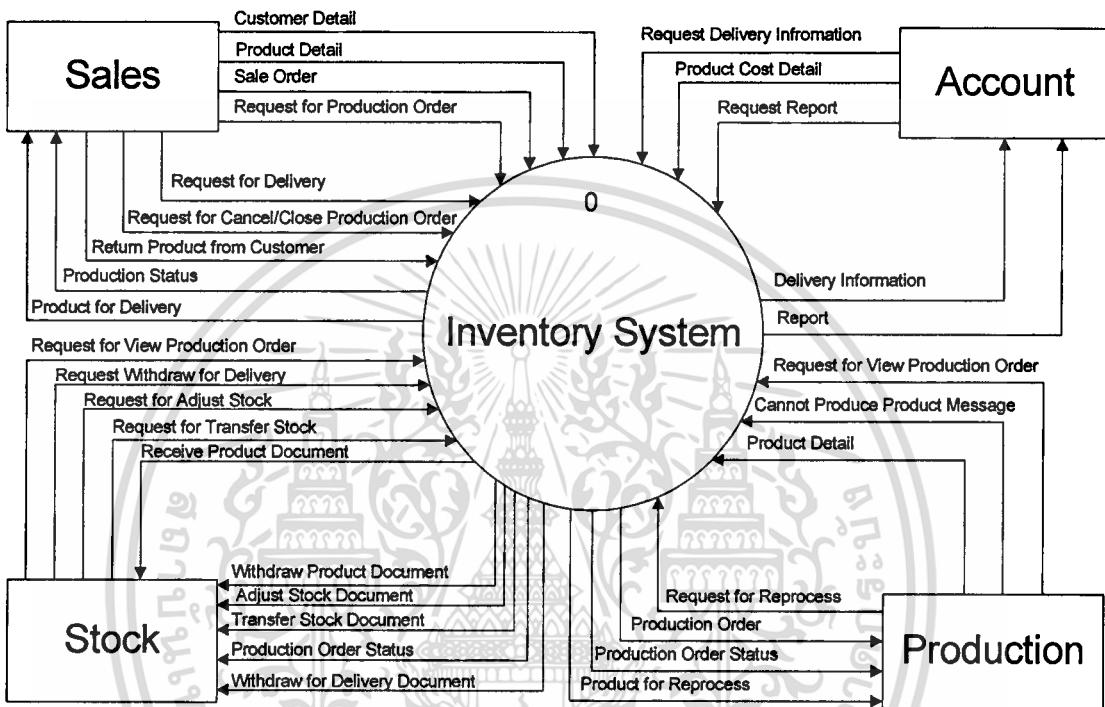 Customer Detail
Product Detail
Sale Order
Request for Production Order
Sales
Request for Delivery
Request for Cancel/Close Production Order
Return Product from Customer
Production Status
Product for Delivery
Request Delivery Infromation
Product Cost Detail
Request Report
Account
Delivery Information
Report
0
Inventory System
Request for View Production Order
Request Withdraw for Delivery
Request for Adjust Stock
Request for Transfer Stock
Receive Product Document
Stock
Withdraw Product Document
Adjust Stock Document
Transfer Stock Document
Production Order Status
Withdraw for Delivery Document
Request for View Production Order
Cannot Produce Product Message
Product Detail
Request for Reprocess
Production Order
Production Order Status
Product for Reprocess
Production